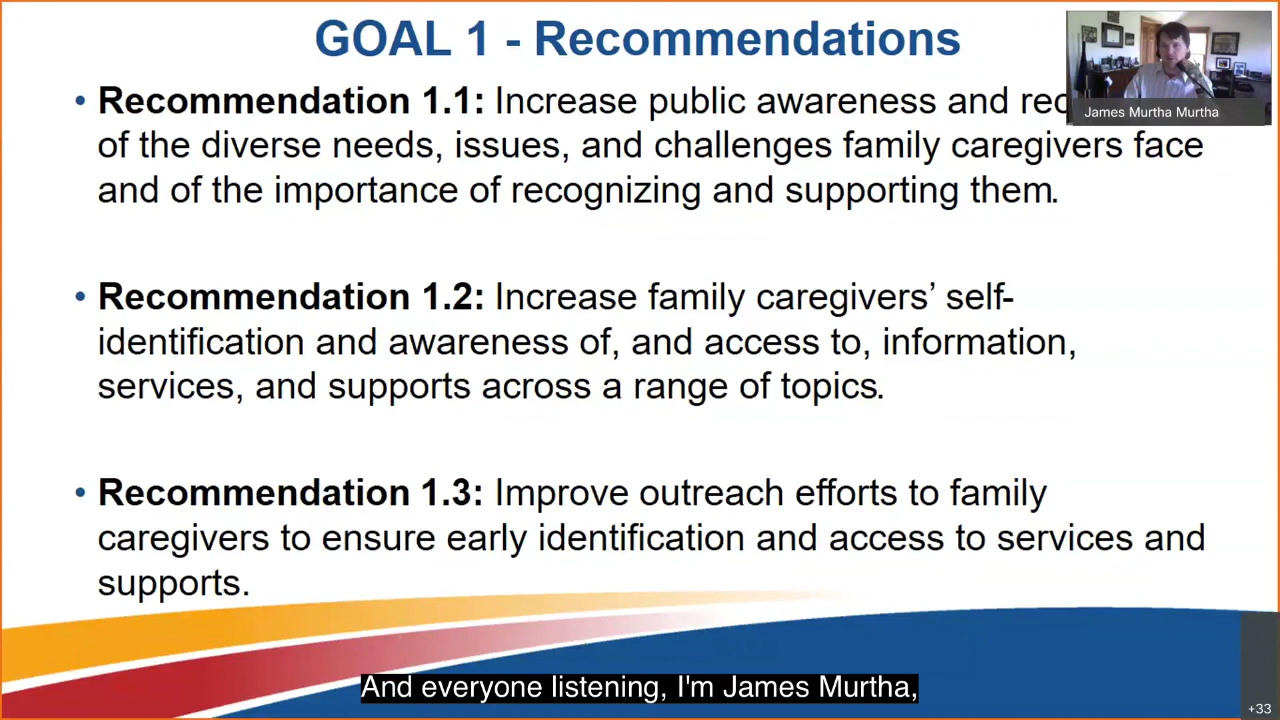 GOAL 1 - Recommendations
• Recommendation 1.1: Increase public awareness and
of the diverse needs, issues, and challenges family caregivers face
and of the importance of recognizing and supporting them.
• Recommendation 1.2: Increase family caregivers’ self-
identification and awareness of, and access to, information,
services, and supports across a range of topics.
• Recommendation 1.3: Improve outreach efforts to family
caregivers to ensure early identification and access to services and
supports.
James Murtha Murtha
And everyone listening, I'm James Murtha,
+33